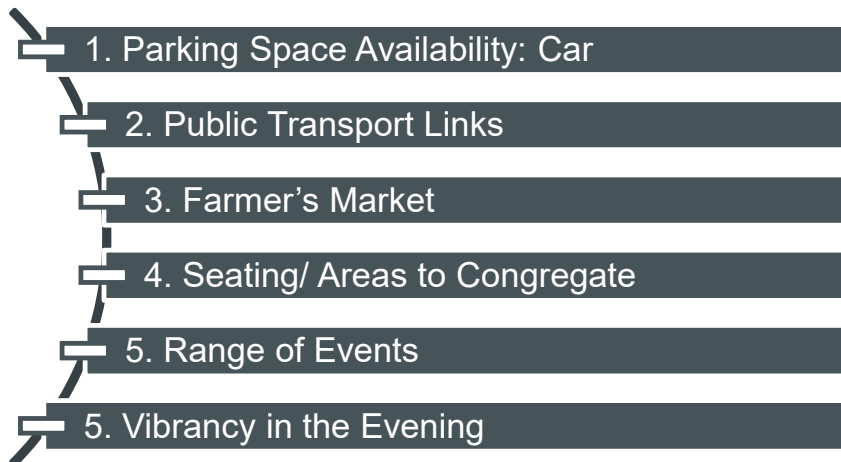 1. Parking Space Availability: Car
2. Public Transport Links
3. Farmer’s Market
4. Seating/ Areas to Congregate
5. Range of Events
5. Vibrancy in the Evening